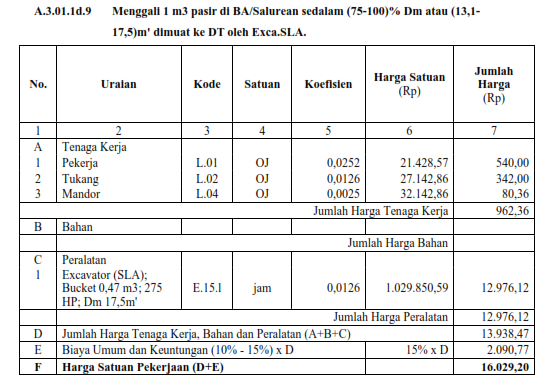 A.3.01.1d.9 Menggali 1 m3 pasir di BA/Salurean sedalam (75-100)% Dm atau (13,1-
17,5)m' dimuat ke DT oleh Exca.SLA.
No. Uraian Kode Satuan Koefisien Harga Satuan (Rp) Jumlah Harga (Rp)
1 2 3 4 5 6 7
A Tenaga Kerja
1 Pekerja L.01 OJ 0,0252 21.428,57 540,00
2 Tukang L.02 OJ 0,0126 27.142,86 342,00
3 Mandor L.04 OJ 0,0025 32.142,86 80,36
Jumlah Harga Tenaga Kerja 962,36
B Bahan
Jumlah Harga Bahan
C Peralatan
1 Excavator (SLA);
Bucket 0,47 m3; 275 E.15.1 jam 0,0126 1.029.850,59 12.976,12
HP; Dm 17,5m'
Jumlah Harga Peralatan 12.976,12
D Jumlah Harga Tenaga Kerja, Bahan dan Peralatan (A+B+C) 13.938,47
E Biaya Umum dan Keuntungan (10% - 15%) x D 15% x D 2.090,77
F Harga Satuan Pekerjaan (D+E) 16.029,20